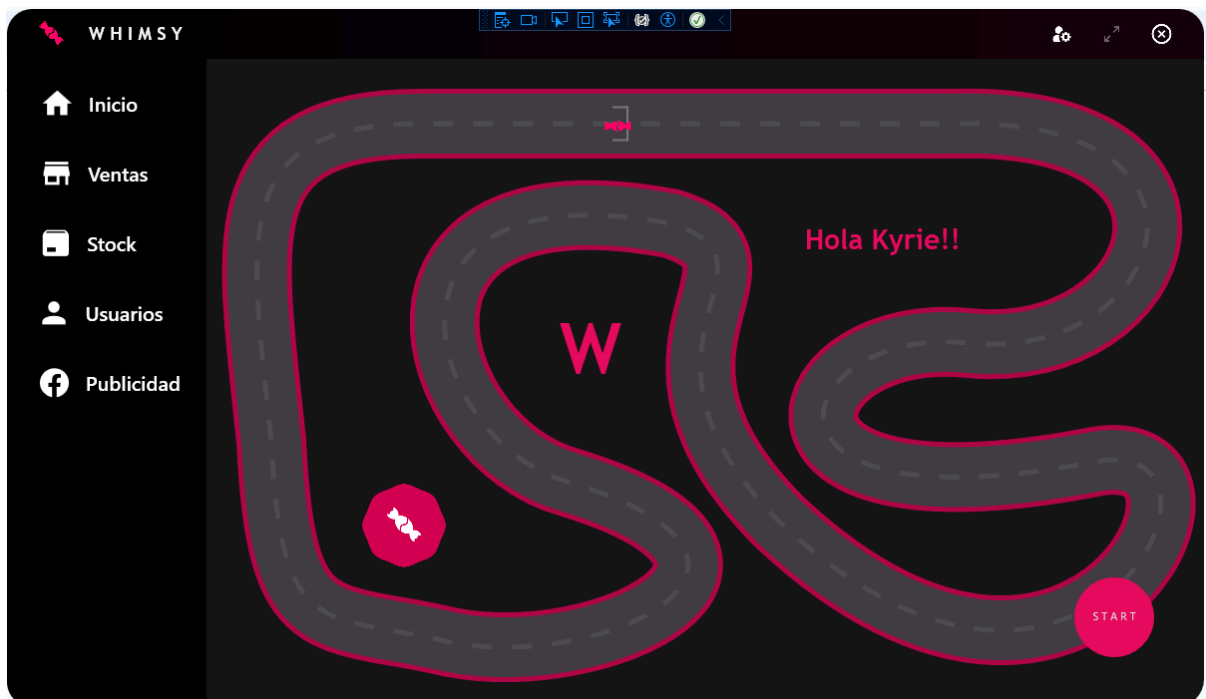 WHIMSY
Inicio
Ventas
Stock
Usuarios
Publicidad
Hola Kyrie!!
W
START